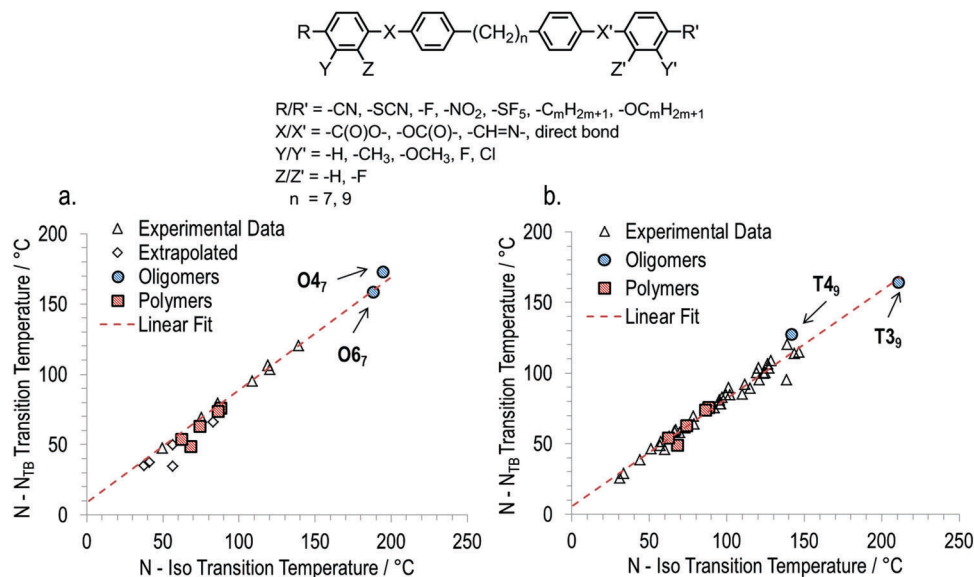 R X (CH₂)ₙ X' R'
Y Z Z' Y'
R/R' = -CN, -SCN, -F, -NO₂, -SF₅, -CₘH₂ₘ₊₁, -OCₘH₂ₘ₊₁
X/X' = -C(O)O-, -OC(O)-, -CH=N-, direct bond
Y/Y' = -H, -CH₃, -OCH₃, F, Cl
Z/Z' = -H, -F
n = 7, 9
a.
N - N_TB Transition Temperature / °C
200
150
100
50
0
Experimental Data
Extrapolated
Oligomers
Polymers
Linear Fit
O4₇
O6₇
0 50 100 150 200 250
N - Iso Transition Temperature / °C
b.
N - N_TB Transition Temperature / °C
200
150
100
50
0
Experimental Data
Oligomers
Polymers
Linear Fit
T4₉
T3₉
0 50 100 150 200 250
N - Iso Transition Temperature / °C